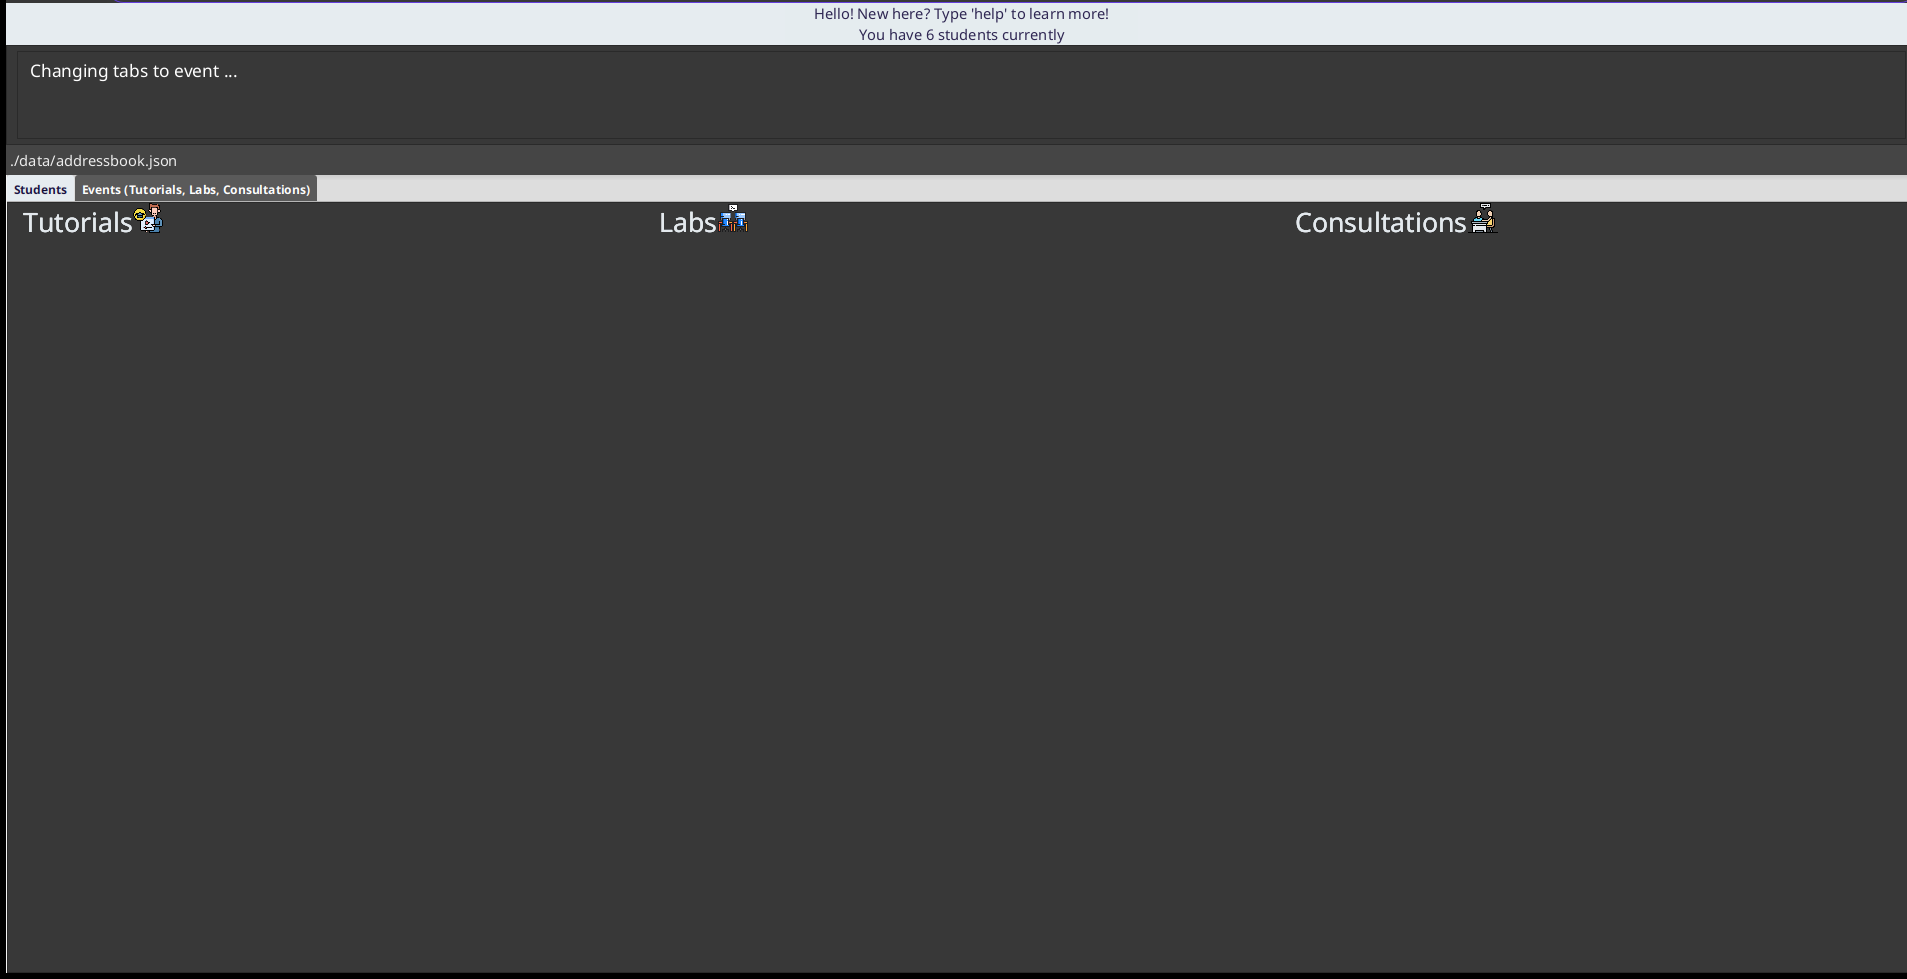 Hello! New here? Type 'help' to learn more!
You have 6 students currently
Changing tabs to event ...
./data/addressbook.json
Students
Events (Tutorials, Labs, Consultations)
Tutorials
Labs
Consultations